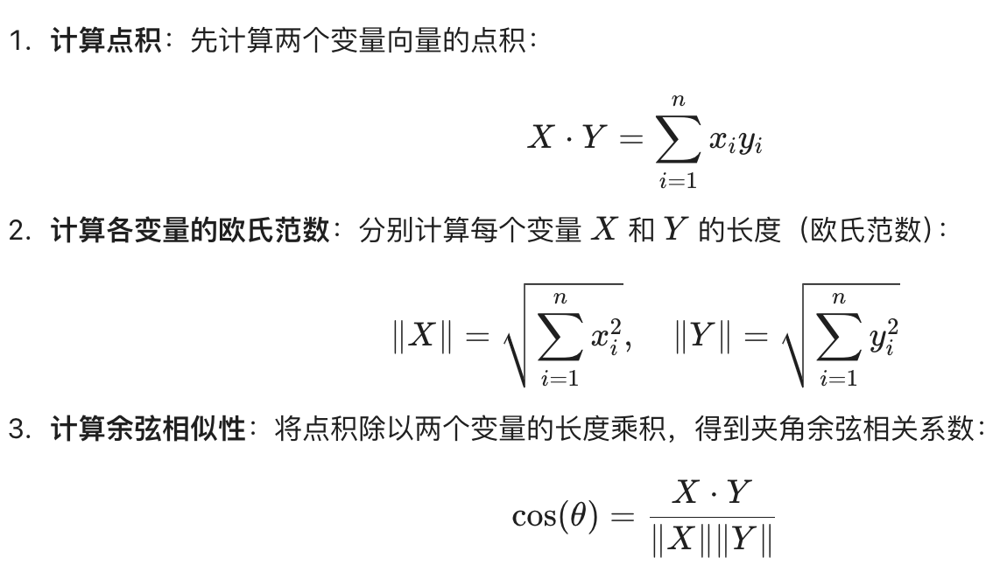 1. 计算点积：先计算两个变量向量的点积：
X · Y = \sum_{i=1}^{n} x_i y_i
2. 计算各变量的欧氏范数：分别计算每个变量 X 和 Y 的长度（欧氏范数）：
\|X\| = \sqrt{\sum_{i=1}^{n} x_i^2}, \quad \|Y\| = \sqrt{\sum_{i=1}^{n} y_i^2}
3. 计算余弦相似性：将点积除以两个变量的长度乘积，得到夹角余弦相关系数：
\cos(\theta) = \frac{X \cdot Y}{\|X\|\|Y\|}